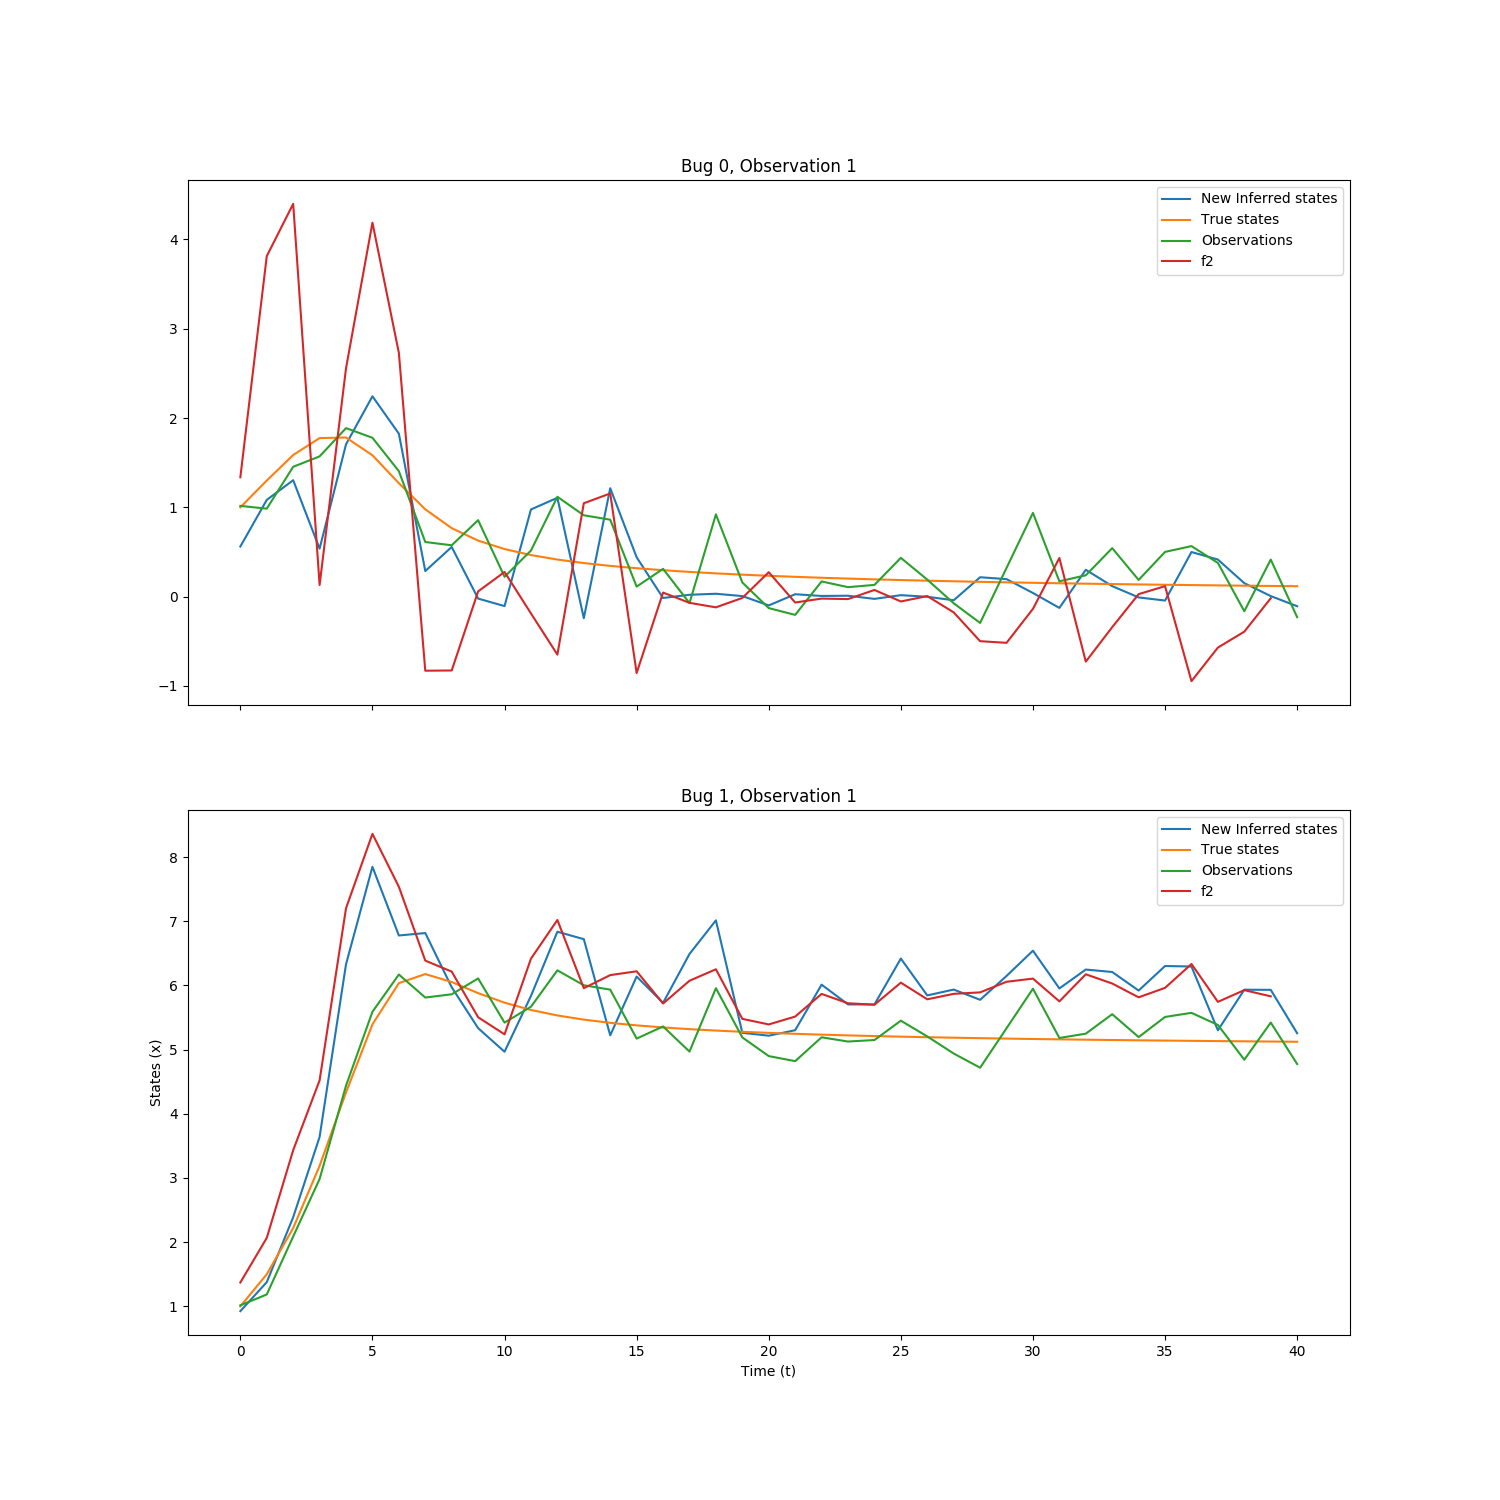 Bug 0, Observation 1
New Inferred states
True states
Observations
f2
4
3
2
1
0
−1
Bug 1, Observation 1
New Inferred states
True states
Observations
f2
8
7
6
5
4
3
2
1
States (x)
0 5 10 15 20 25 30 35 40
Time (t)